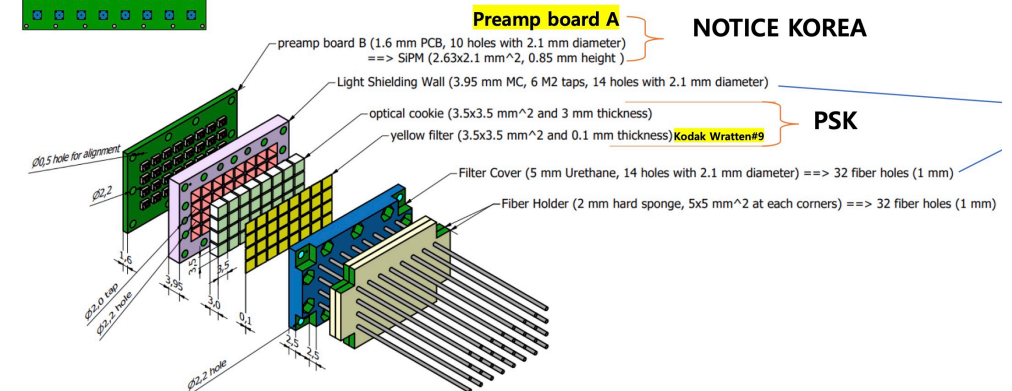 Preamp board A
NOTICE KOREA
preamp board B (1.6 mm PCB, 10 holes with 2.1 mm diameter)
==> SiPM (2.63x2.1 mm^2, 0.85 mm height )
Light Shielding Wall (3.95 mm MC, 6 M2 taps, 14 holes with 2.1 mm diameter)
optical cookie (3.5x3.5 mm^2 and 3 mm thickness)
PSK
yellow filter (3.5x3.5 mm^2 and 0.1 mm thickness) Kodak Wratten#9
Filter Cover (5 mm Urethane, 14 holes with 2.1 mm diameter) ==> 32 fiber holes (1 mm)
Fiber Holder (2 mm hard sponge, 5x5 mm^2 at each corners) ==> 32 fiber holes (1 mm)
Ø0,5 hole for alignment
Ø2,2
1,6
3,5
3,5
3,95
3,0
0,1
Ø2,0 tap
Ø2,2 hole
2,5
2,5
Ø2,2 hole